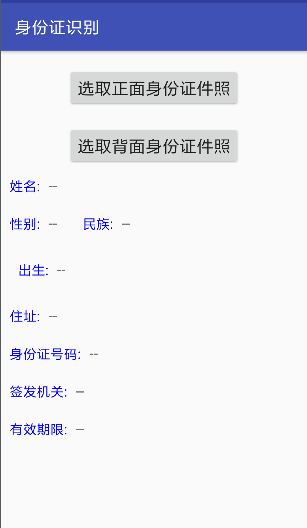 身份证识别
选取正面身份证件照
选取背面身份证件照
姓名: --
性别: -- 民族: --
出生: --
住址: --
身份证号码: --
签发机关: --
有效期限: --